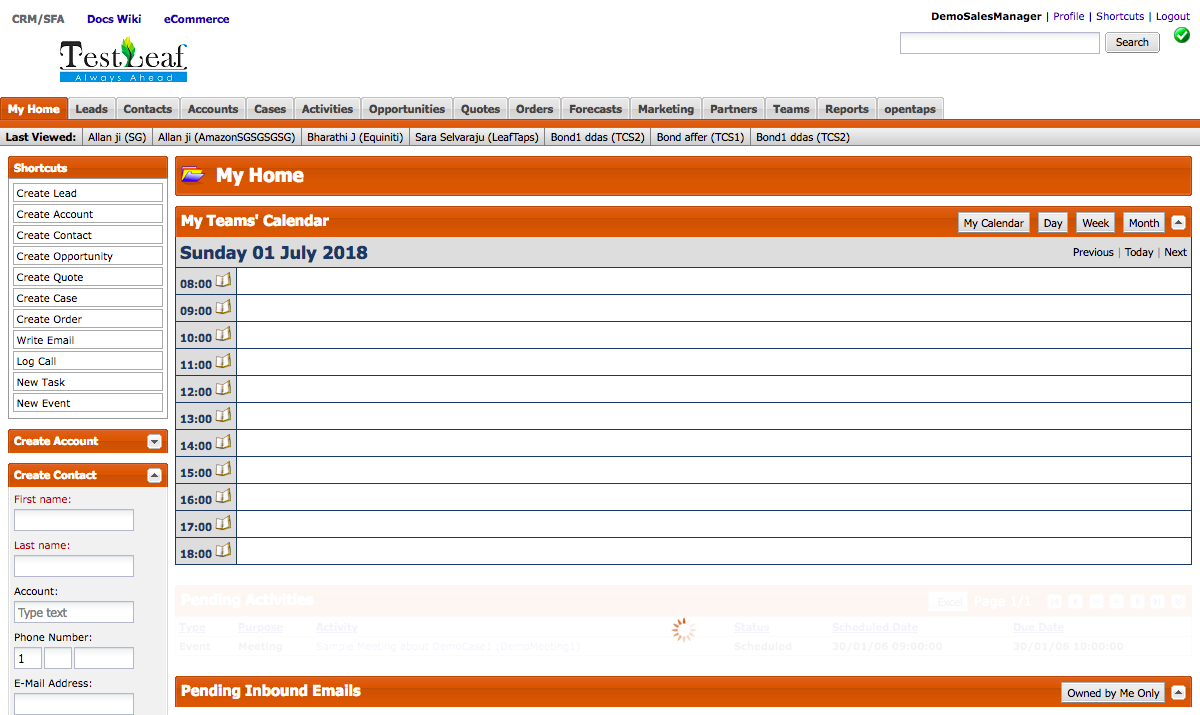 CRM/SFA Docs Wiki eCommerce
DemoSalesManager | Profile | Shortcuts | Logout
TestLeaf
Always Ahead
Search
My Home Leads Contacts Accounts Cases Activities Opportunities Quotes Orders Forecasts Marketing Partners Teams Reports opentaps
Last Viewed: Allan ji (SG) Allan ji (AmazonSGSGSGSG) Bharathi J (Equiniti) Sara Selvaraju (LeafTaps) Bond1 ddas (TCS2) Bond affer (TCS1) Bond1 ddas (TCS2)
Shortcuts
Create Lead
Create Account
Create Contact
Create Opportunity
Create Quote
Create Case
Create Order
Write Email
Log Call
New Task
New Event
Create Account
Create Contact
First name:
Last name:
Account:
Type text
Phone Number:
1
E-Mail Address:
My Home
My Teams' Calendar My Calendar Day Week Month
Sunday 01 July 2018 Previous | Today | Next
08:00
09:00
10:00
11:00
12:00
13:00
14:00
15:00
16:00
17:00
18:00
Pending Activities Excel Page 1/1
Type Purpose Activity Status Scheduled Date Due Date
Event Meeting Sample Meeting about DemoCase1 (DemoMeeting1) Scheduled 30/01/06 09:00:00 30/01/06 10:00:00
Pending Inbound Emails Owned by Me Only